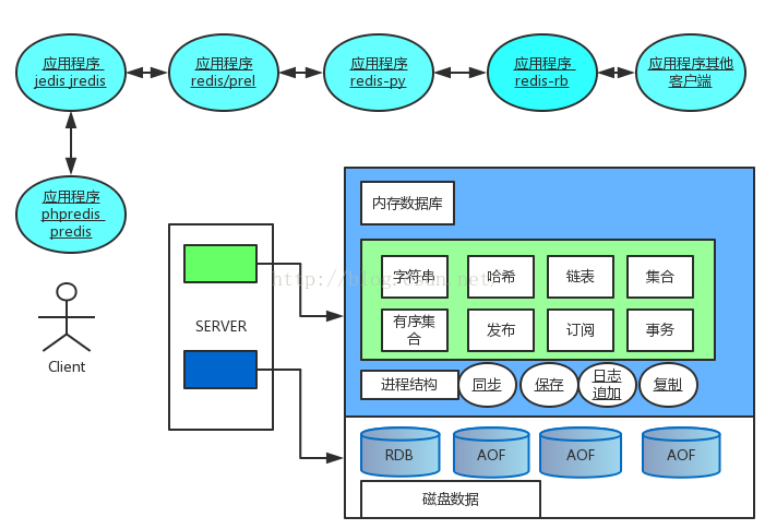 应用程序
jedis jredis
应用程序
redis/prel
应用程序
redis-py
应用程序
redis-rb
应用程序其他
客户端
应用程序
phpredis
predis
Client
SERVER
内存数据库
http://blog.csdn.net/
字符串
哈希
链表
集合
有序集
合
发布
订阅
事务
进程结构
同步
保存
日志
追加
复制
RDB
AOF
AOF
AOF
磁盘数据